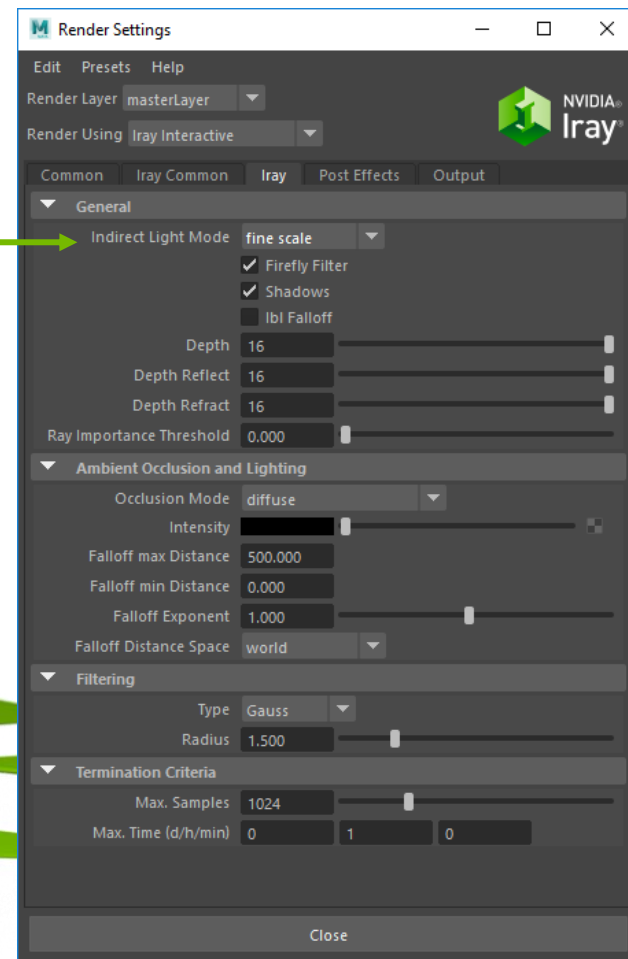 Render Settings
Edit Presets Help
Render Layer masterLayer
Render Using Iray Interactive
NVIDIA®
Iray®
Common Iray Common Iray Post Effects Output
General
Indirect Light Mode fine scale
Firefly Filter
Shadows
Ibl Falloff
Depth 16
Depth Reflect 16
Depth Refract 16
Ray Importance Threshold 0.000
Ambient Occlusion and Lighting
Occlusion Mode diffuse
Intensity
Falloff max Distance 500.000
Falloff min Distance 0.000
Falloff Exponent 1.000
Falloff Distance Space world
Filtering
Type Gauss
Radius 1.500
Termination Criteria
Max. Samples 1024
Max. Time (d/h/min) 0 1 0
Close